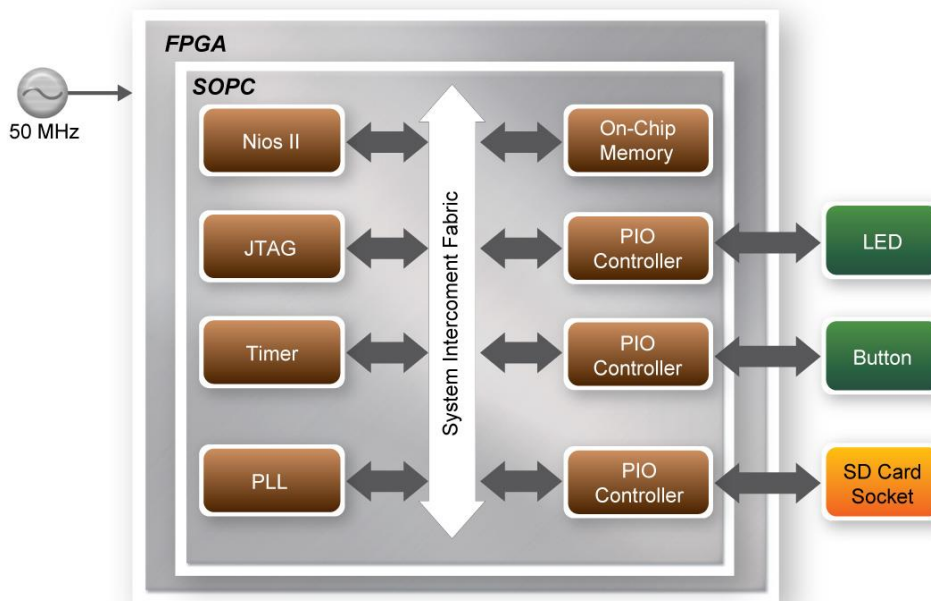 FPGA
SOPC
50 MHz
Nios II
On-Chip
Memory
JTAG
PIO
Controller
LED
Timer
PIO
Controller
Button
PLL
PIO
Controller
SD Card
Socket
System Intercoment Fabric